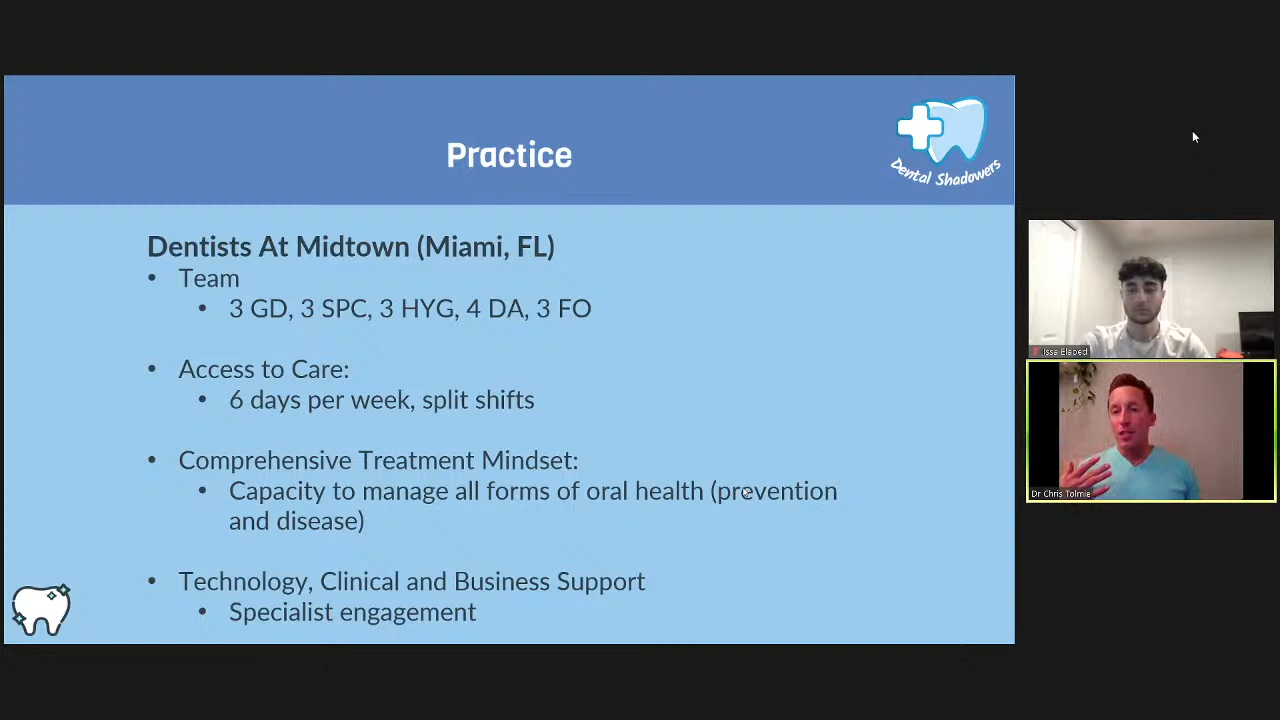 Practice
Dental Shadowers
Dentists At Midtown (Miami, FL)
• Team
• 3 GD, 3 SPC, 3 HYG, 4 DA, 3 FO
• Access to Care:
• 6 days per week, split shifts
• Comprehensive Treatment Mindset:
• Capacity to manage all forms of oral health (prevention
and disease)
• Technology, Clinical and Business Support
• Specialist engagement
Issa Elabed
Dr Chris Tolmie